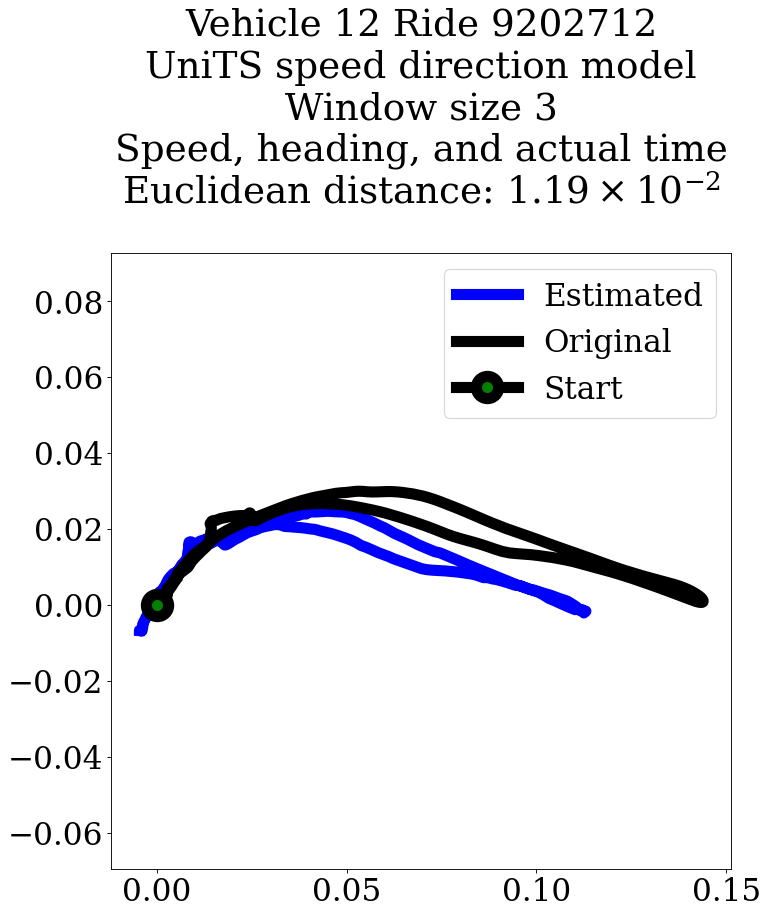 Vehicle 12 Ride 9202712
UniTS speed direction model
Window size 3
Speed, heading, and actual time
Euclidean distance: 1.19 × 10⁻²
Estimated
Original
Start
0.08
0.06
0.04
0.02
0.00
−0.02
−0.04
−0.06
0.00 0.05 0.10 0.15